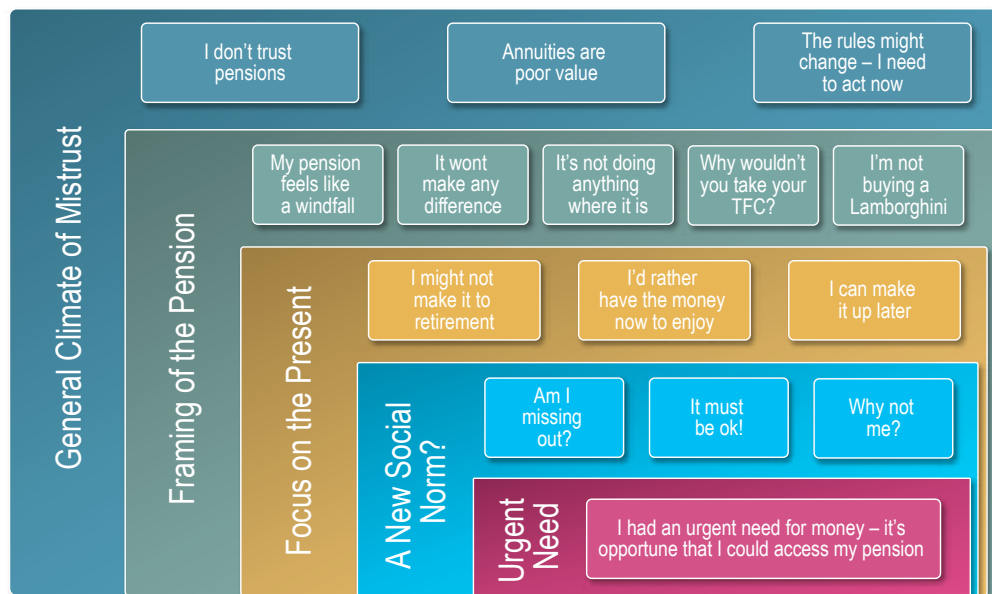 General Climate of Mistrust
I don't trust
pensions
Annuities are
poor value
The rules might
change – I need
to act now
Framing of the Pension
My pension
feels like
a windfall
It wont
make any
difference
It's not doing
anything
where it is
Why wouldn't
you take your
TFC?
I'm not
buying a
Lamborghini
Focus on the Present
I might not
make it to
retirement
I'd rather
have the money
now to enjoy
I can make
it up later
A New Social
Norm?
Am I
missing
out?
It must
be ok!
Why not
me?
Urgent
Need
I had an urgent need for money – it's
opportune that I could access my pension